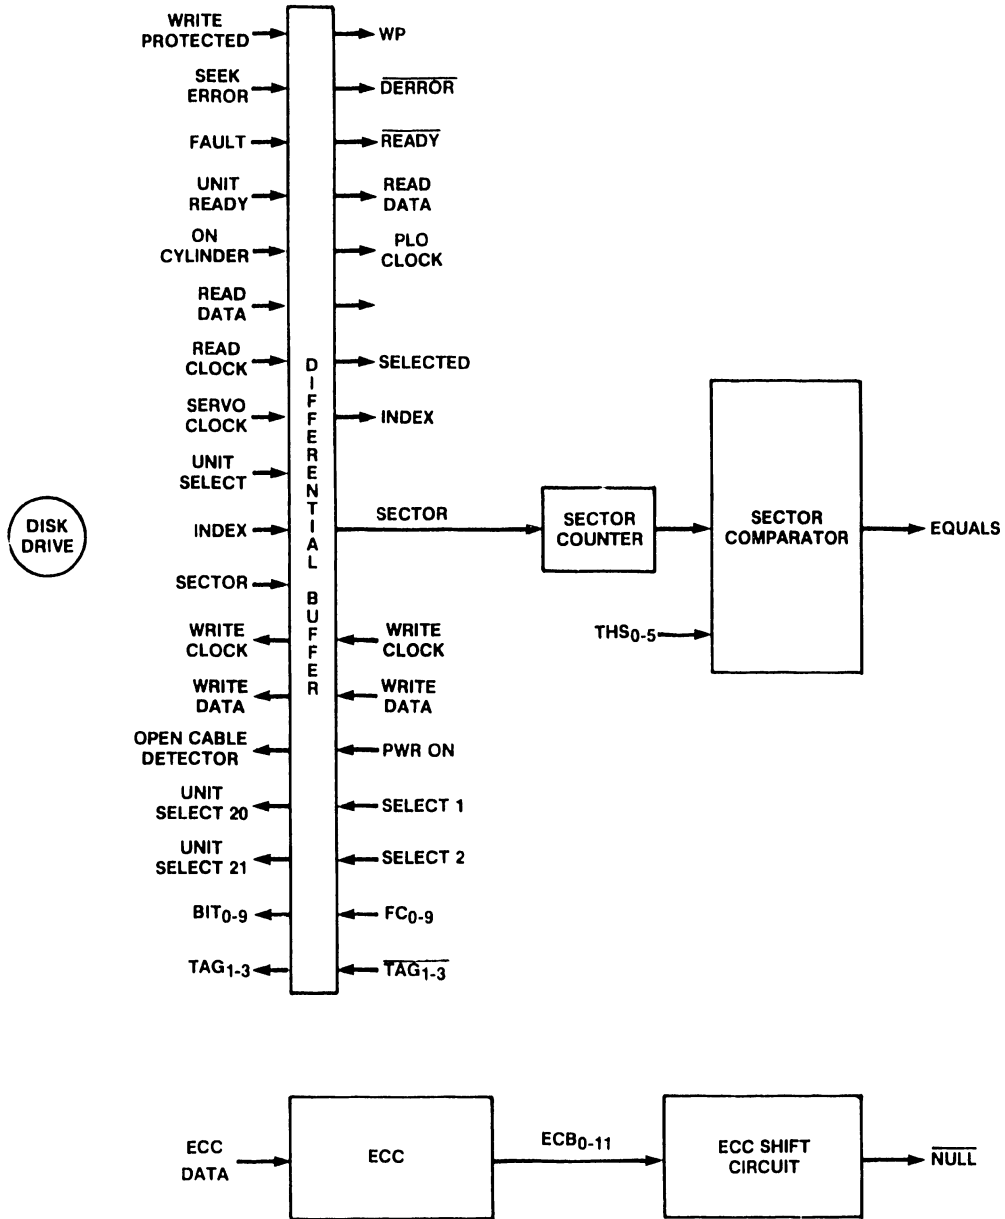 WRITE
PROTECTED
WP
SEEK
ERROR
DERROR
FAULT
READY
UNIT
READY
READ
DATA
ON
CYLINDER
PLO
CLOCK
READ
DATA
READ
CLOCK
SELECTED
SERVO
CLOCK
INDEX
UNIT
SELECT
DISK
DRIVE
INDEX
SECTOR
DIFFERENTIAL BUFFER
SECTOR
SECTOR
COUNTER
SECTOR
COMPARATOR
EQUALS
THS0-5
WRITE
CLOCK
WRITE
CLOCK
WRITE
DATA
WRITE
DATA
OPEN CABLE
DETECTOR
PWR ON
UNIT
SELECT 20
SELECT 1
UNIT
SELECT 21
SELECT 2
BIT0-9
FC0-9
TAG1-3
TAG1-3
ECC
DATA
ECC
ECB0-11
ECC SHIFT
CIRCUIT
NULL